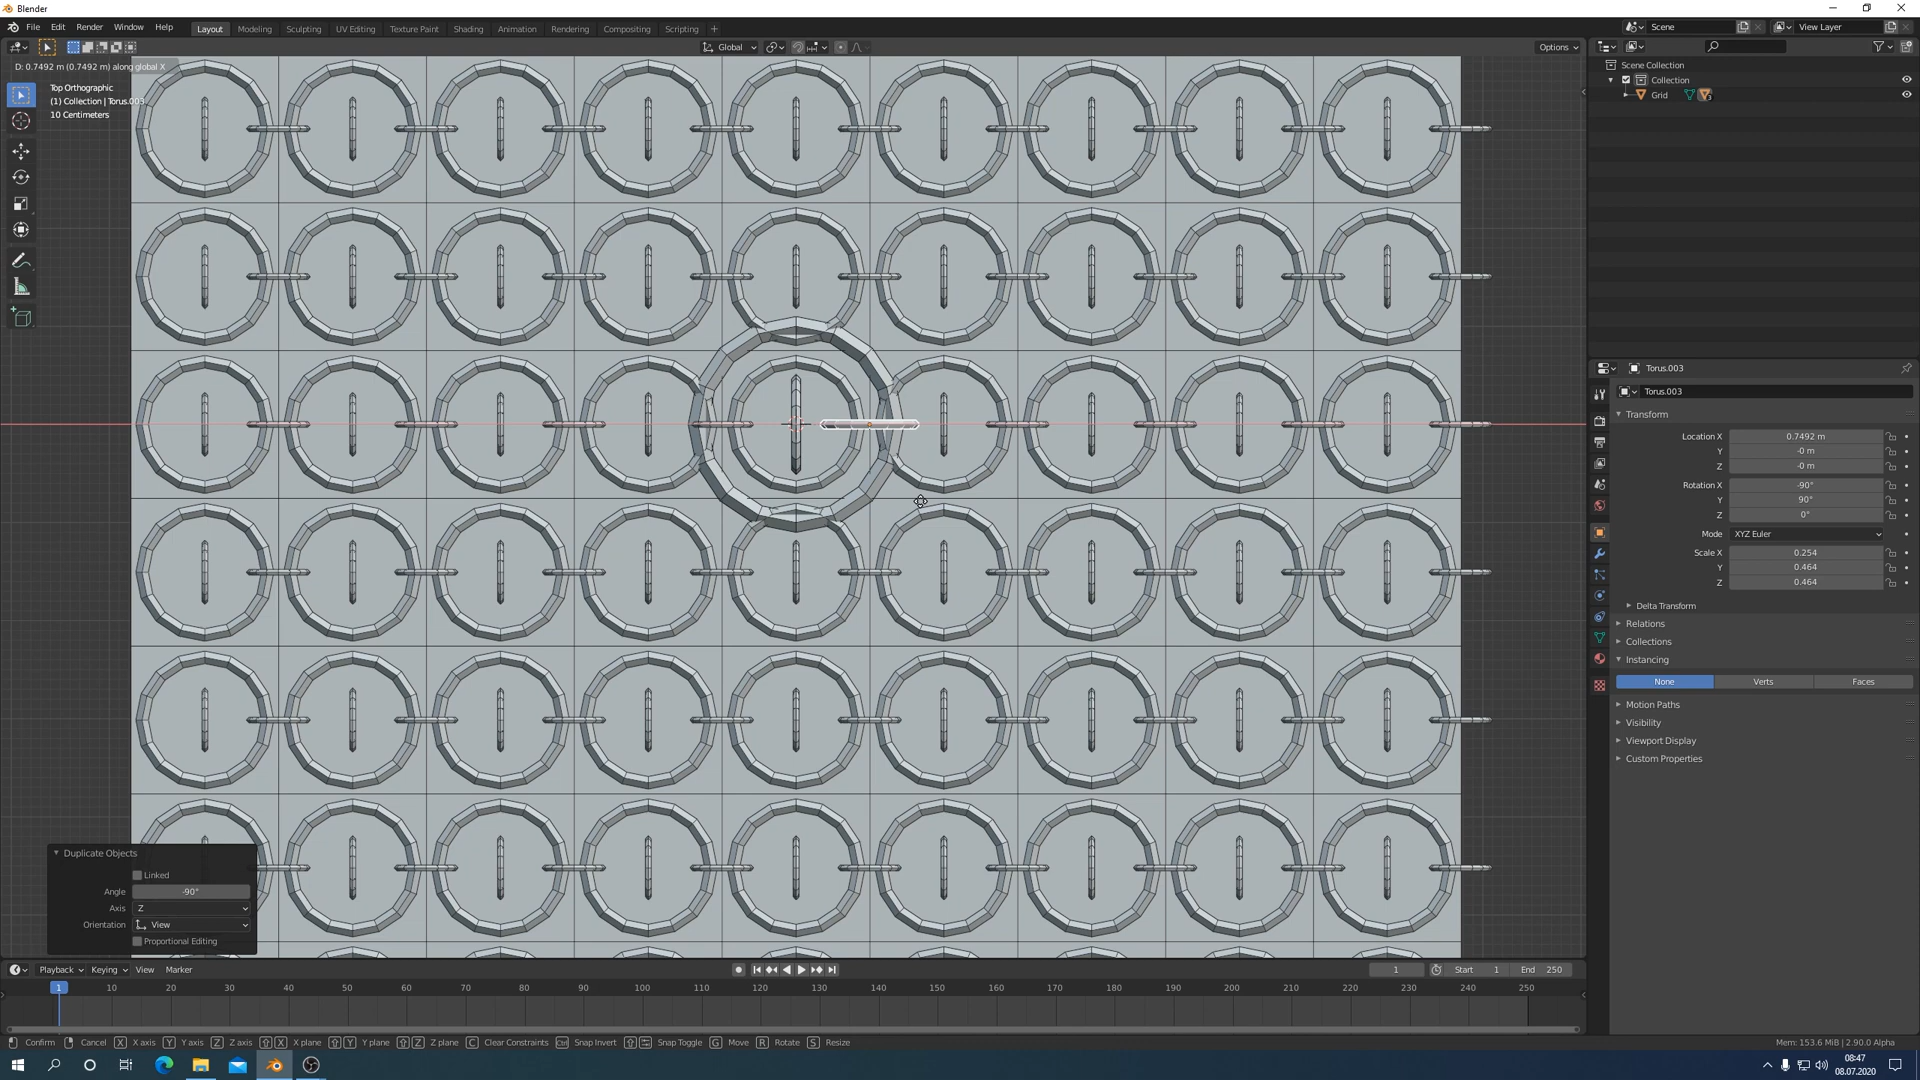 Blender
File Edit Render Window Help
Layout Modeling Sculpting UV Editing Texture Paint Shading Animation Rendering Compositing Scripting +
Scene
View Layer
Global
Options
D: 0.7492 m (0.7492 m) along global X
Top Orthographic
(1) Collection | Torus.003
10 Centimeters
Scene Collection
Collection
Grid
3
Torus.003
Torus.003
Transform
Location X 0.7492 m
Y -0 m
Z -0 m
Rotation X -90°
Y 90°
Z 0°
Mode XYZ Euler
Scale X 0.254
Y 0.464
Z 0.464
Delta Transform
Relations
Collections
Instancing
None Verts Faces
Motion Paths
Visibility
Viewport Display
Custom Properties
Duplicate Objects
Linked
Angle -90°
Axis Z
Orientation View
Proportional Editing
Playback Keying View Marker
1 Start 1 End 250
1 10 20 30 40 50 60 70 80 90 100 110 120 130 140 150 160 170 180 190 200 210 220 230 240 250
Confirm Cancel X X axis Y Y axis Z Z axis X X plane Y Y plane Z Z plane C Clear Constraints Ctrl Snap Invert Snap Toggle G Move R Rotate S Resize
Mem: 153.6 MiB | 2.90.0 Alpha
08:47
08.07.2020